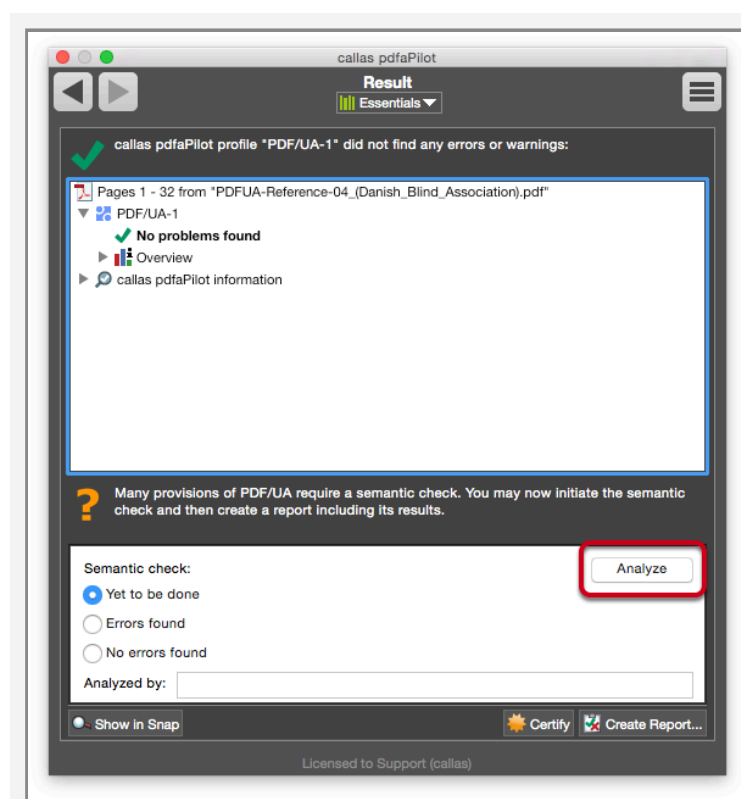 callas pdfaPilot
Result
Essentials
callas pdfaPilot profile "PDF/UA-1" did not find any errors or warnings:
Pages 1 - 32 from "PDFUA-Reference-04_(Danish_Blind_Association).pdf"
PDF/UA-1
No problems found
Overview
callas pdfaPilot information
Many provisions of PDF/UA require a semantic check. You may now initiate the semantic
check and then create a report including its results.
Semantic check:
Analyze
Yet to be done
Errors found
No errors found
Analyzed by:
Show in Snap
Certify
Create Report...
Licensed to Support (callas)